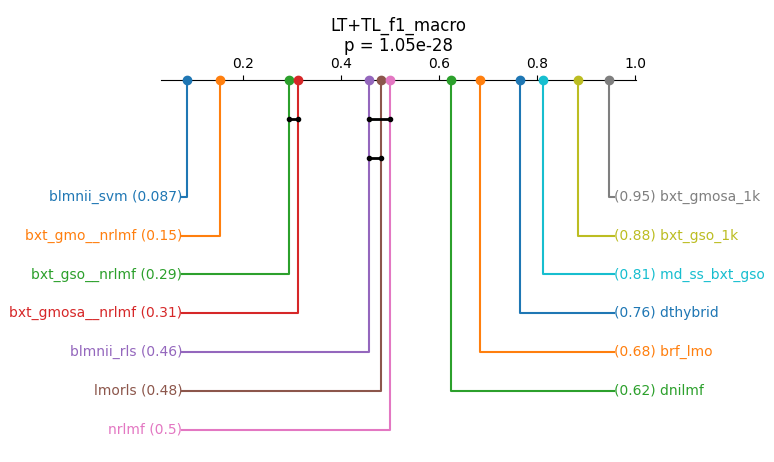 LT+TL_f1_macro
p = 1.05e-28
0.2 0.4 0.6 0.8 1.0
blmnii_svm (0.087) (0.95) bxt_gmosa_1k
bxt_gmo__nrlmf (0.15) (0.88) bxt_gso_1k
bxt_gso__nrlmf (0.29) (0.81) md_ss_bxt_gso
bxt_gmosa__nrlmf (0.31) (0.76) dthybrid
blmnii_rls (0.46) (0.68) brf_lmo
lmorls (0.48) (0.62) dnilmf
nrlmf (0.5)